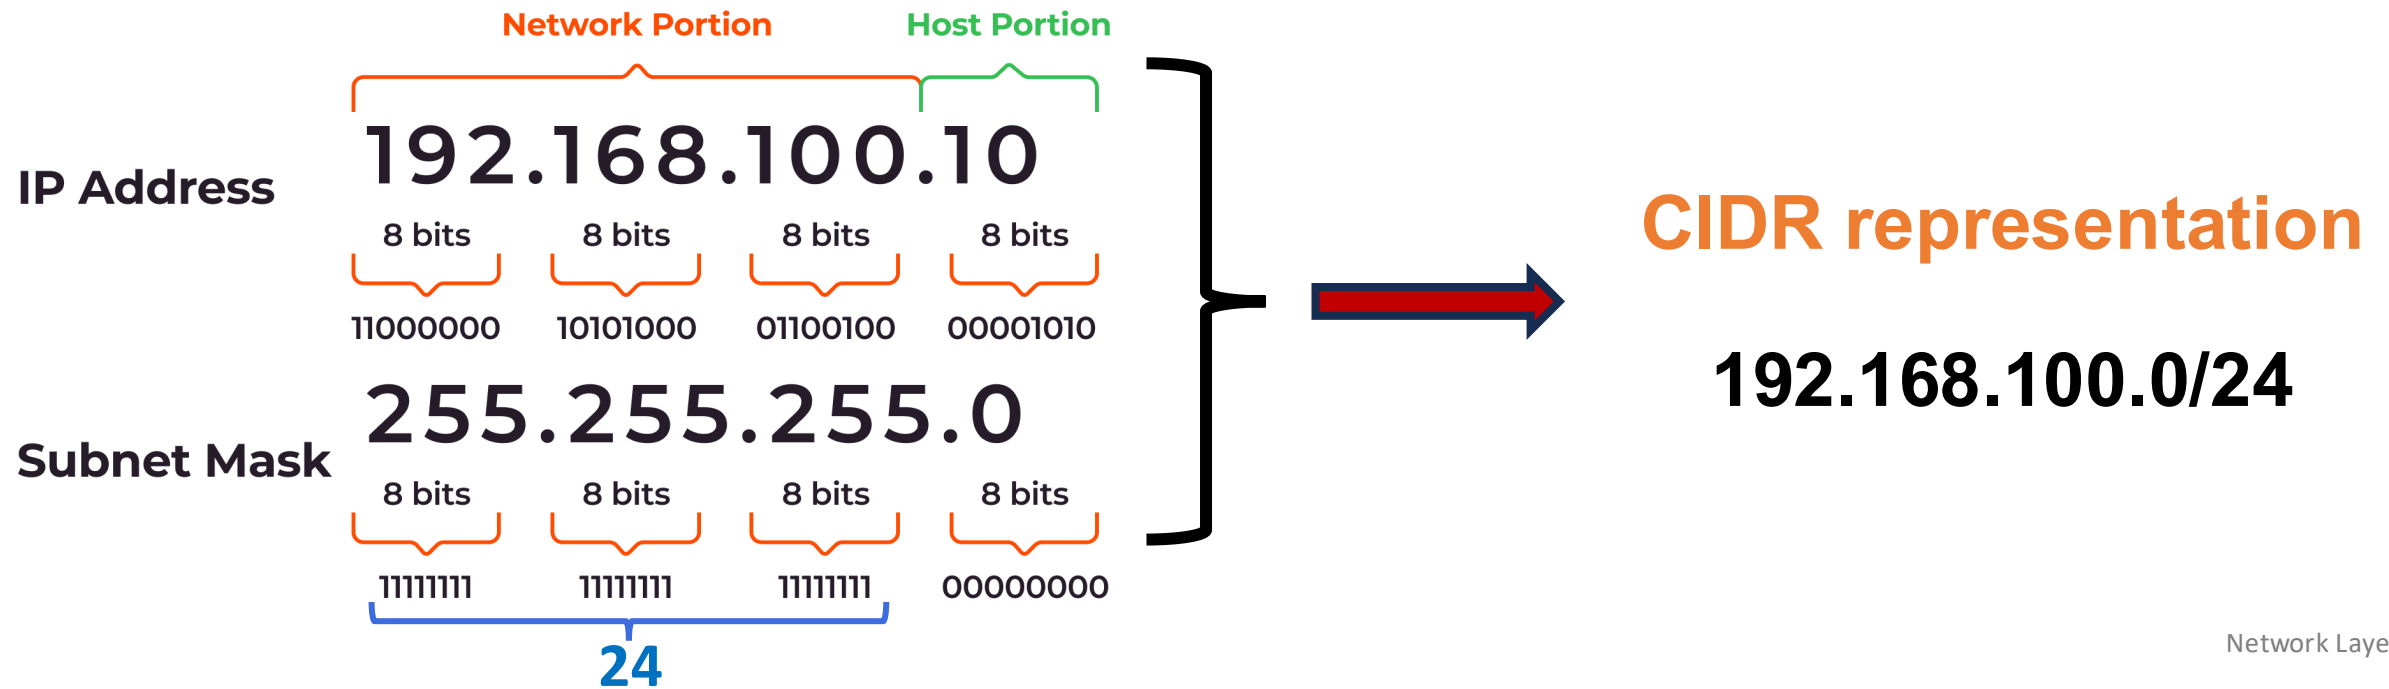 Network Portion Host Portion
IP Address 192.168.100.10
8 bits 8 bits 8 bits 8 bits
11000000 10101000 01100100 00001010
Subnet Mask 255.255.255.0
8 bits 8 bits 8 bits 8 bits
11111111 11111111 11111111 00000000
24
CIDR representation
192.168.100.0/24
Network Laye